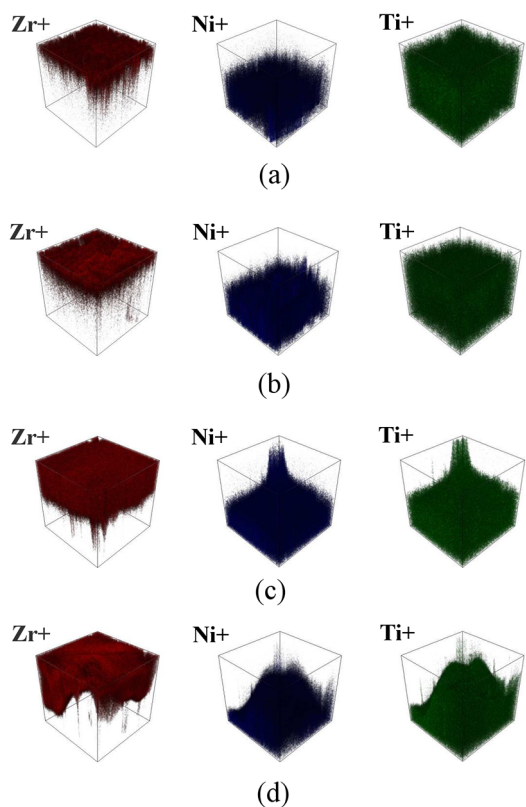 Zr+ Ni+ Ti+
(a)
Zr+ Ni+ Ti+
(b)
Zr+ Ni+ Ti+
(c)
Zr+ Ni+ Ti+
(d)